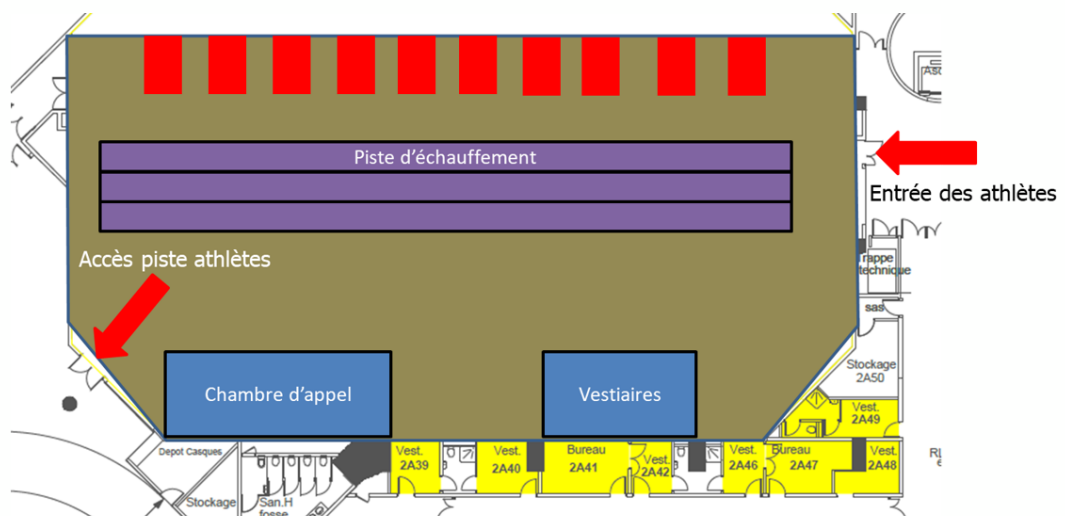 Piste d'échauffement
Entrée des athlètes
Accès piste athlètes
Trappe
technique
sas
Stockage
2A50
Chambre d'appel
Vestiaires
Vest.
2A49
Depot Casques
Vest.
2A39
Vest.
2A40
Bureau
2A41
Vest.
2A42
Vest.
2A46
Bureau
2A47
Vest.
2A48
Stockage
San.H
fosse